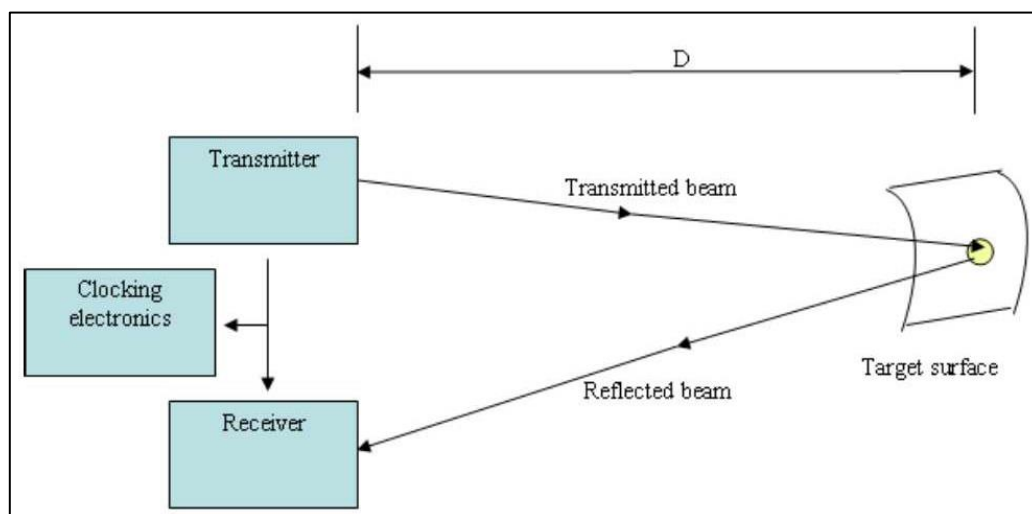 D
Transmitter
Transmitted beam
Clocking
electronics
Target surface
Reflected beam
Receiver